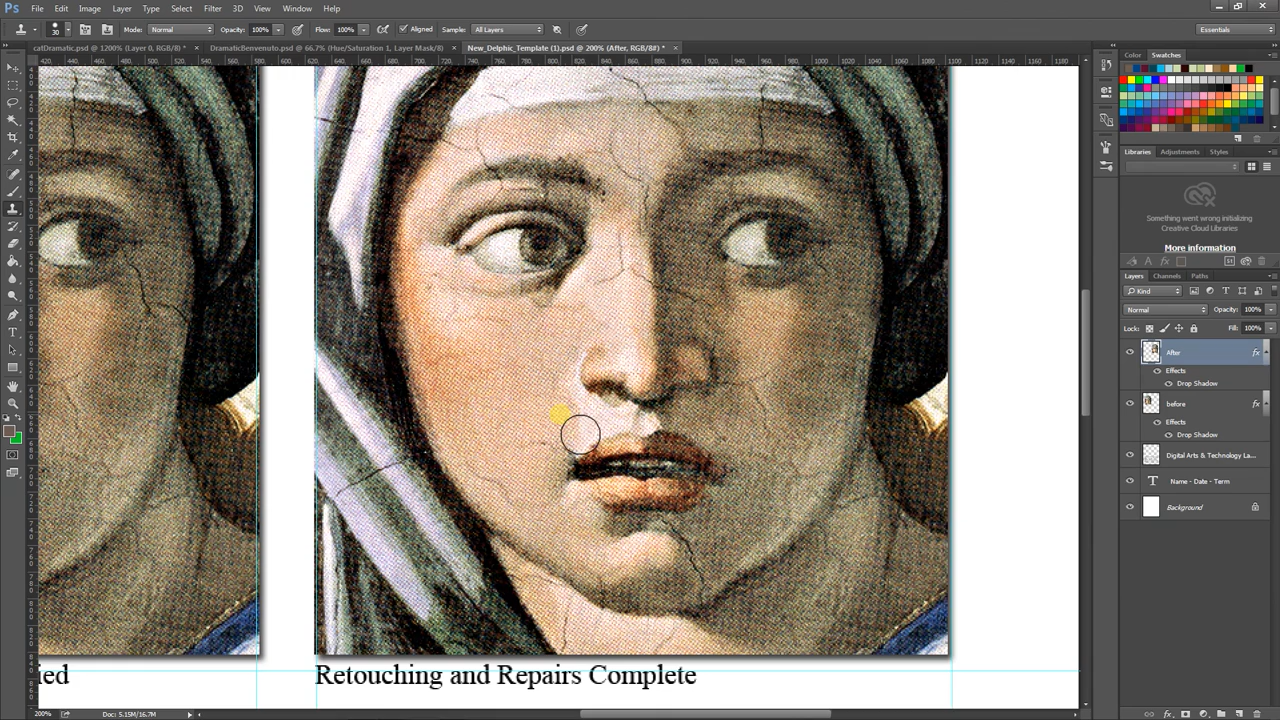 Ps File Edit Image Layer Type Select Filter 3D View Window Help
30 Mode: Normal Opacity: 100% Flow: 100% Aligned Sample: All Layers Essentials
catDramatic.psd @ 1200% (Layer 0, RGB/8) * × DramaticBenvenuto.psd @ 66.7% (Hue/Saturation 1, Layer Mask/8) × New_Delphic_Template (1).psd @ 200% (After, RGB/8#) * ×
Color Swatches
Libraries Adjustments Styles
Something went wrong initializing
Creative Cloud Libraries
More information
Layers Channels Paths
Kind
Normal Opacity: 100%
Lock: Fill: 100%
After fx
Effects
Drop Shadow
before fx
Effects
Drop Shadow
Digital Arts & Technology La...
T Name - Date - Term
Background
Retouching and Repairs Complete
200% Doc: 5.15M/16.7M